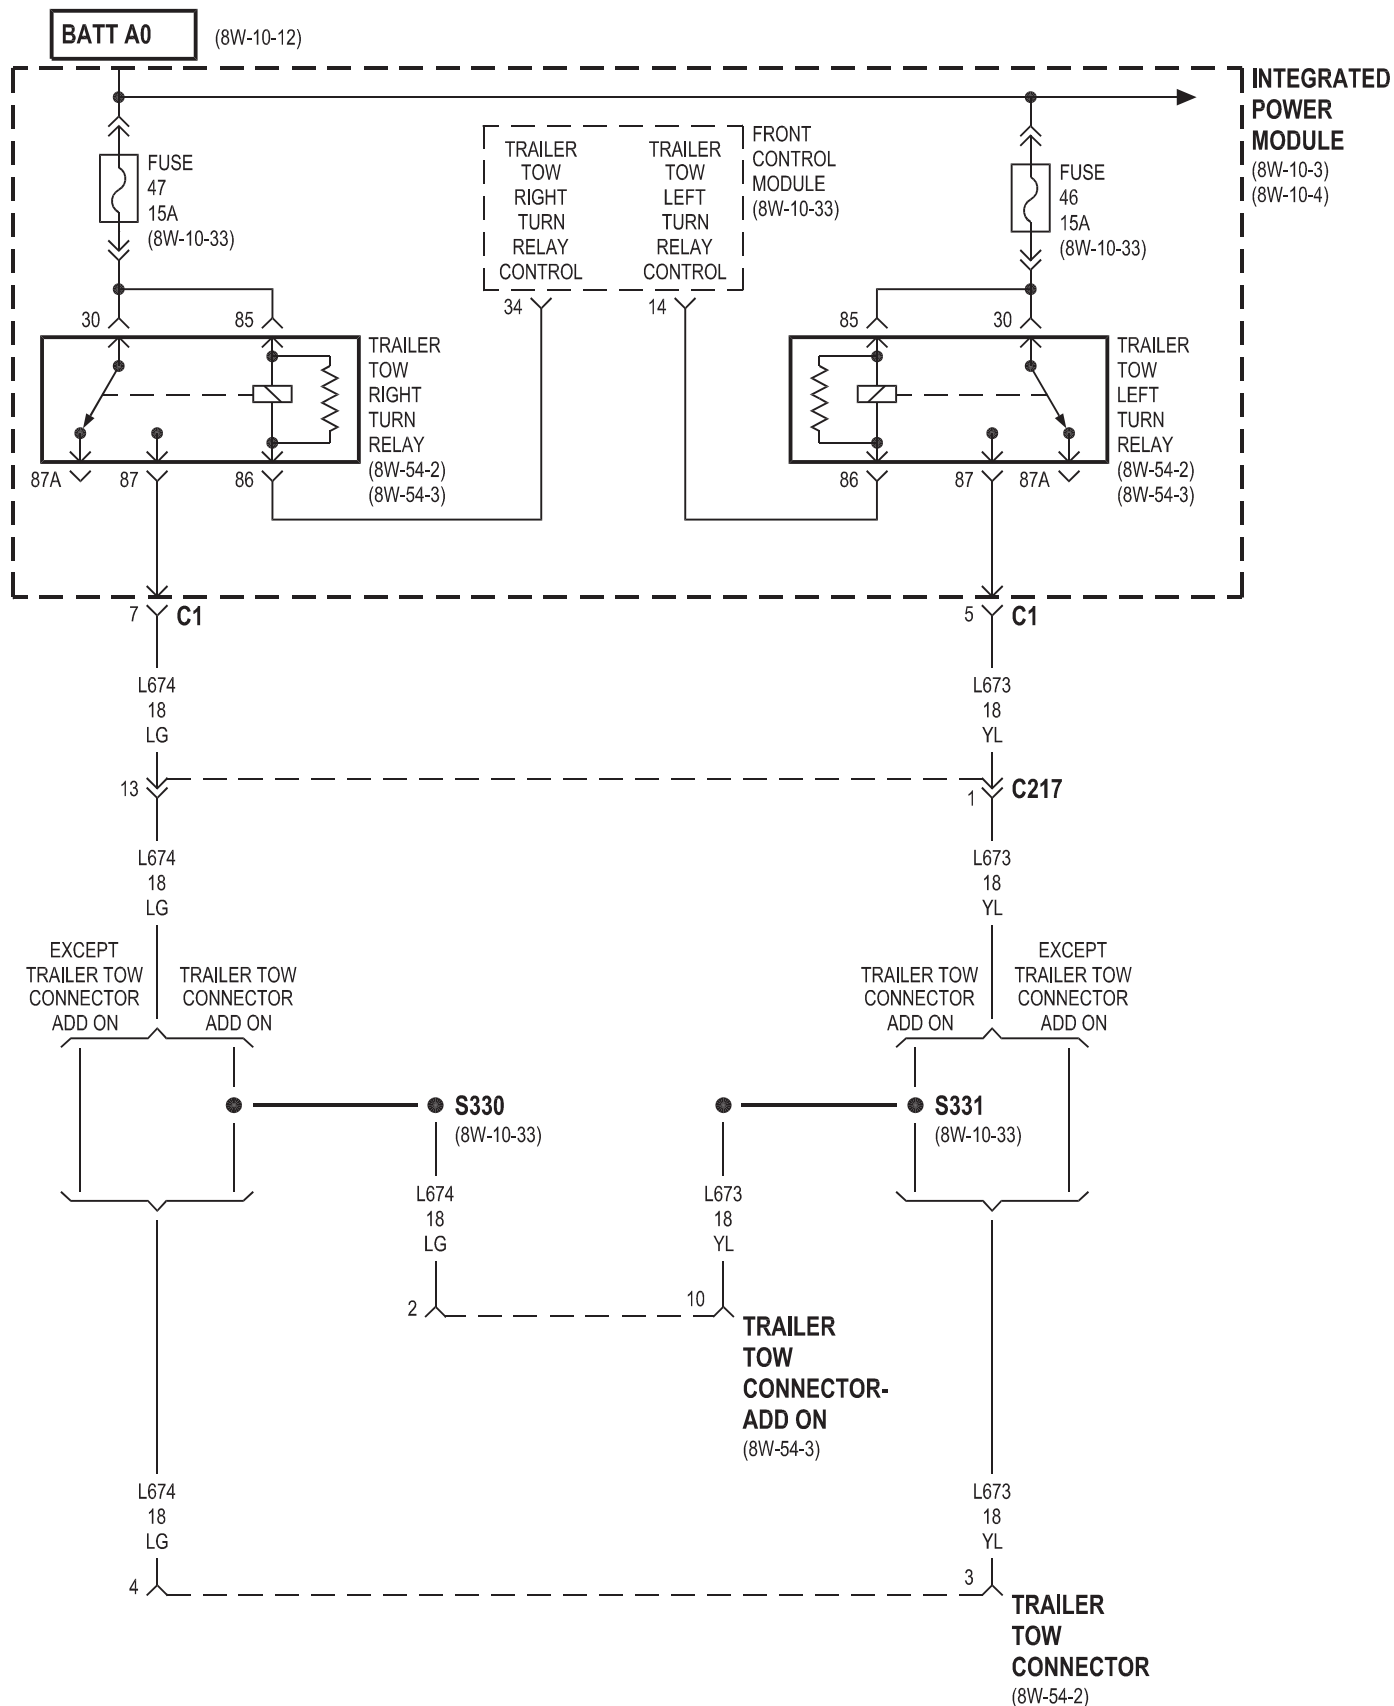 BATT A0
(8W-10-12)
INTEGRATED
POWER
MODULE
(8W-10-3)
(8W-10-4)
FUSE
47
15A
(8W-10-33)
TRAILER
TOW
RIGHT
TURN
RELAY
CONTROL
TRAILER
TOW
LEFT
TURN
RELAY
CONTROL
FRONT
CONTROL
MODULE
(8W-10-33)
FUSE
46
15A
(8W-10-33)
34
14
30
85
85
30
TRAILER
TOW
RIGHT
TURN
RELAY
(8W-54-2)
(8W-54-3)
TRAILER
TOW
LEFT
TURN
RELAY
(8W-54-2)
(8W-54-3)
87A
87
86
86
87
87A
7
C1
5
C1
L674
18
LG
L673
18
YL
13
1
C217
L674
18
LG
L673
18
YL
EXCEPT
TRAILER TOW
CONNECTOR
ADD ON
TRAILER TOW
CONNECTOR
ADD ON
TRAILER TOW
CONNECTOR
ADD ON
EXCEPT
TRAILER TOW
CONNECTOR
ADD ON
S330
(8W-10-33)
S331
(8W-10-33)
L674
18
LG
L673
18
YL
2
10
TRAILER
TOW
CONNECTOR-
ADD ON
(8W-54-3)
L674
18
LG
L673
18
YL
4
3
TRAILER
TOW
CONNECTOR
(8W-54-2)